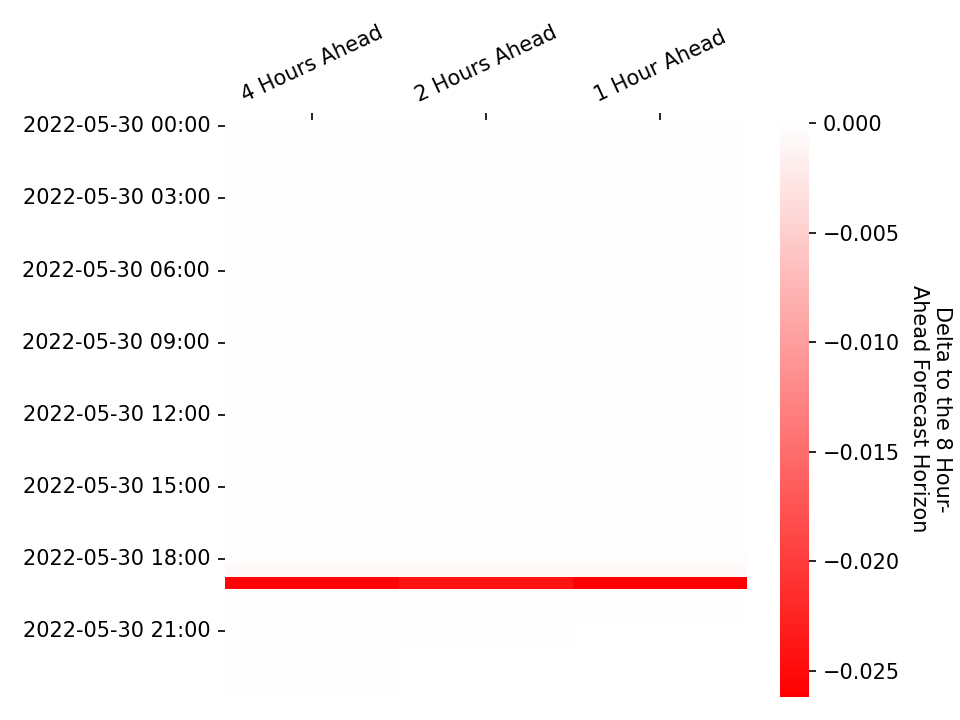 4 Hours Ahead
2 Hours Ahead
1 Hour Ahead
2022-05-30 00:00
2022-05-30 03:00
2022-05-30 06:00
2022-05-30 09:00
2022-05-30 12:00
2022-05-30 15:00
2022-05-30 18:00
2022-05-30 21:00
0.000
−0.005
−0.010
−0.015
−0.020
−0.025
Delta to the 8 Hour-
Ahead Forecast Horizon